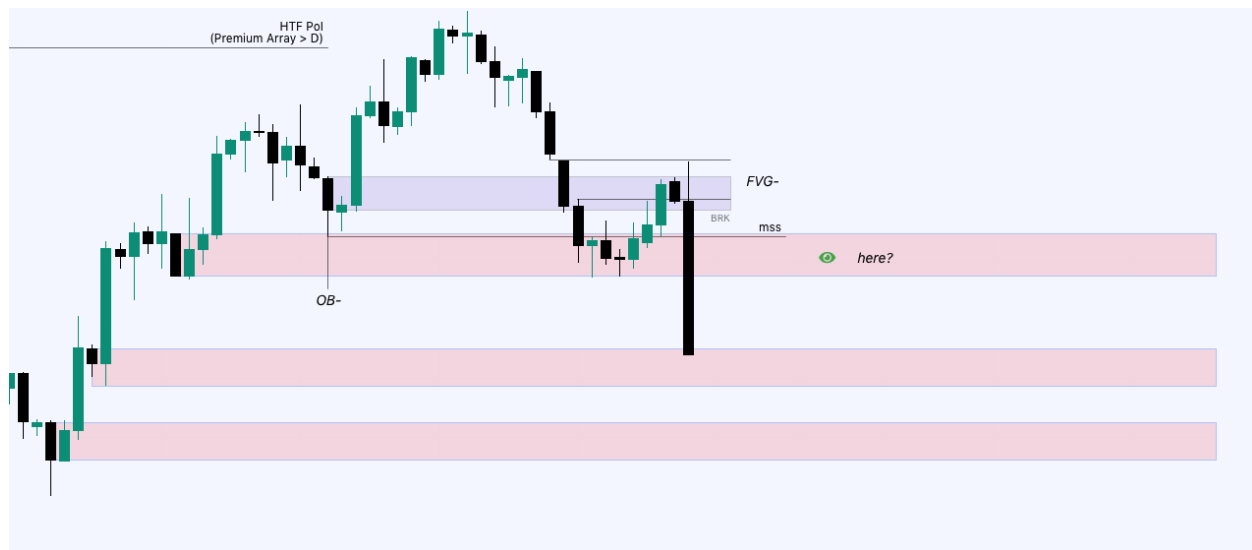 HTF PoI
(Premium Array > D)
FVG-
BRK
mss
here?
OB-